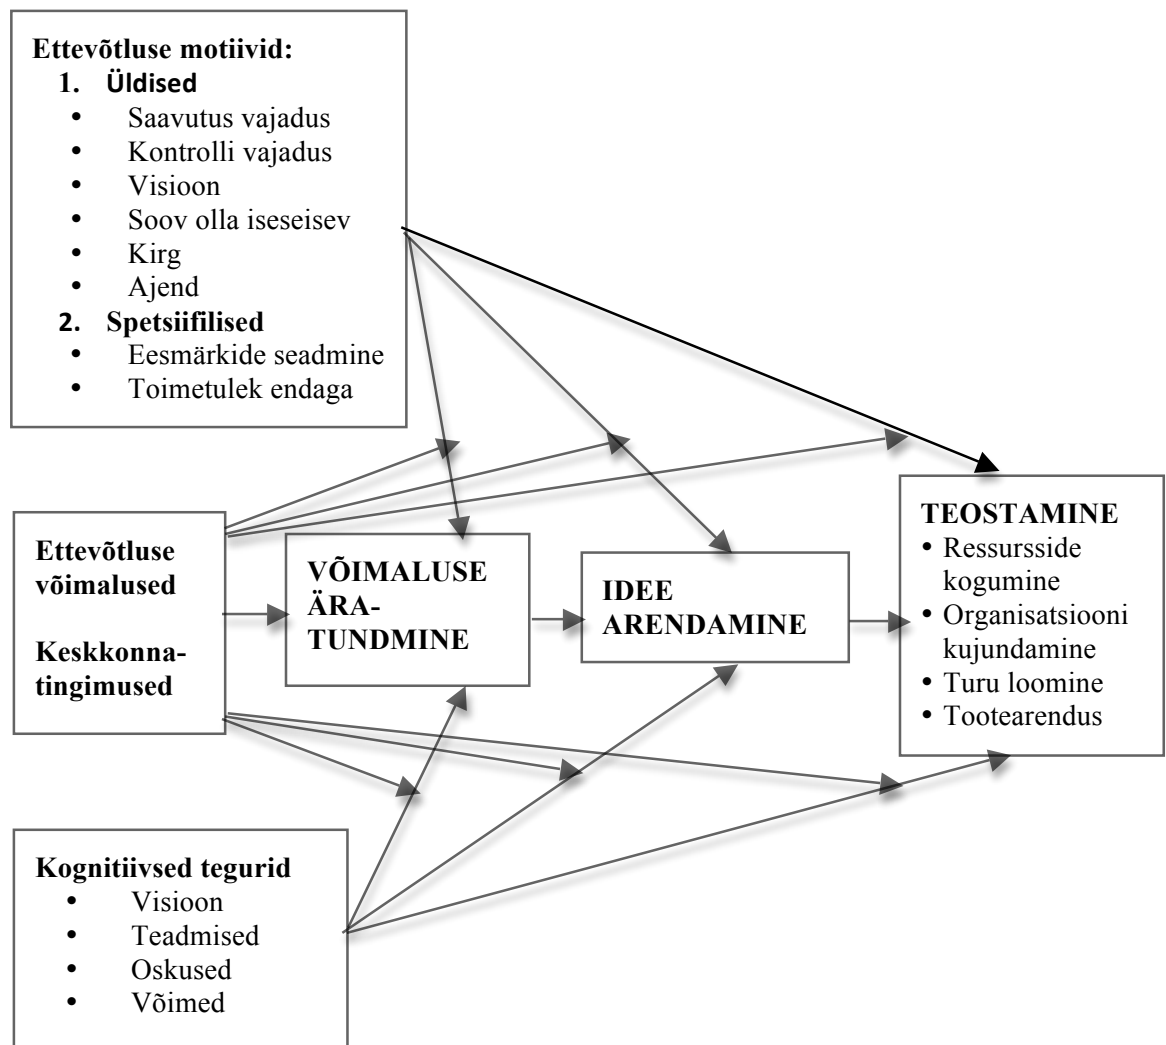 Ettevõtluse motiivid:
1. Üldised
• Saavutus vajadus
• Kontrolli vajadus
• Visioon
• Soov olla iseseisev
• Kirg
• Ajend
2. Spetsiifilised
• Eesmärkide seadmine
• Toimetulek endaga
Ettevõtluse
võimalused
Keskkonna-
tingimused
VÕIMALUSE
ÄRA-
TUNDMINE
IDEE
ARENDAMINE
TEOSTAMINE
• Ressursside
kogumine
• Organisatsiooni
kujundamine
• Turu loomine
• Tootearendus
Kognitiivsed tegurid
• Visioon
• Teadmised
• Oskused
• Võimed